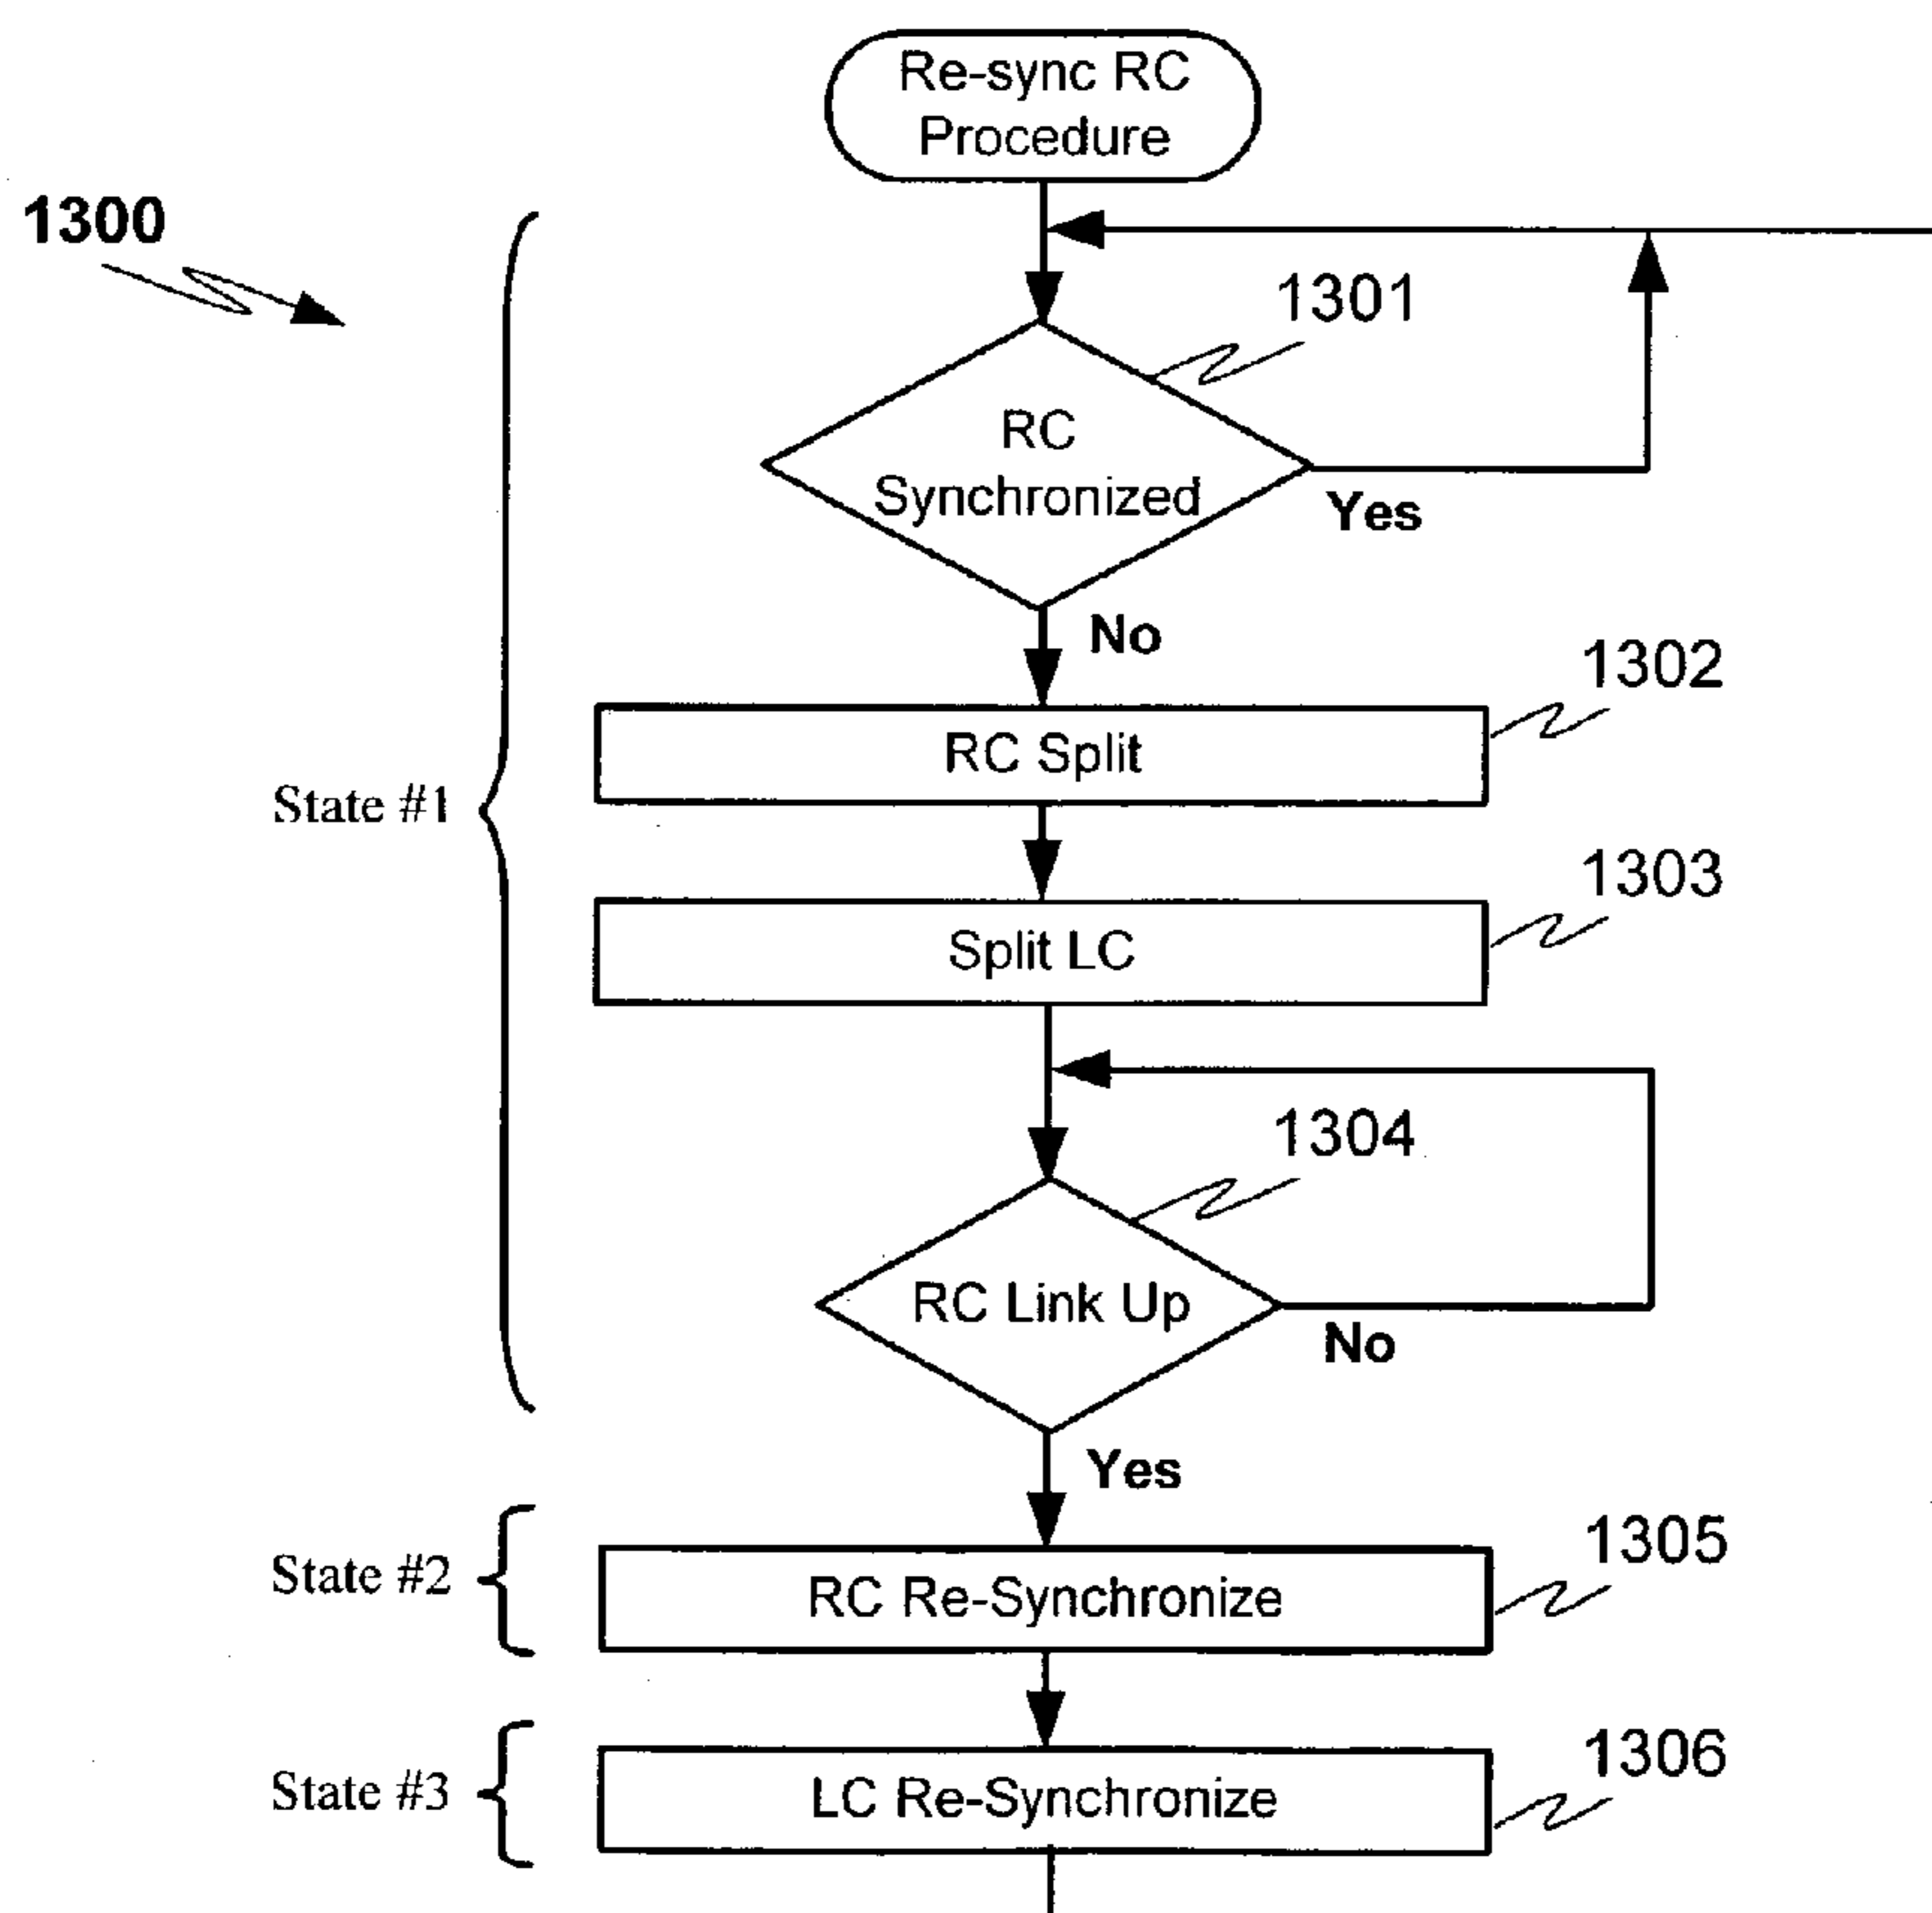 Re-sync RC
Procedure
1300
1301
RC
Synchronized
Yes
No
1302
RC Split
State #1
1303
Split LC
1304
RC Link Up
No
Yes
1305
State #2
RC Re-Synchronize
1306
State #3
LC Re-Synchronize